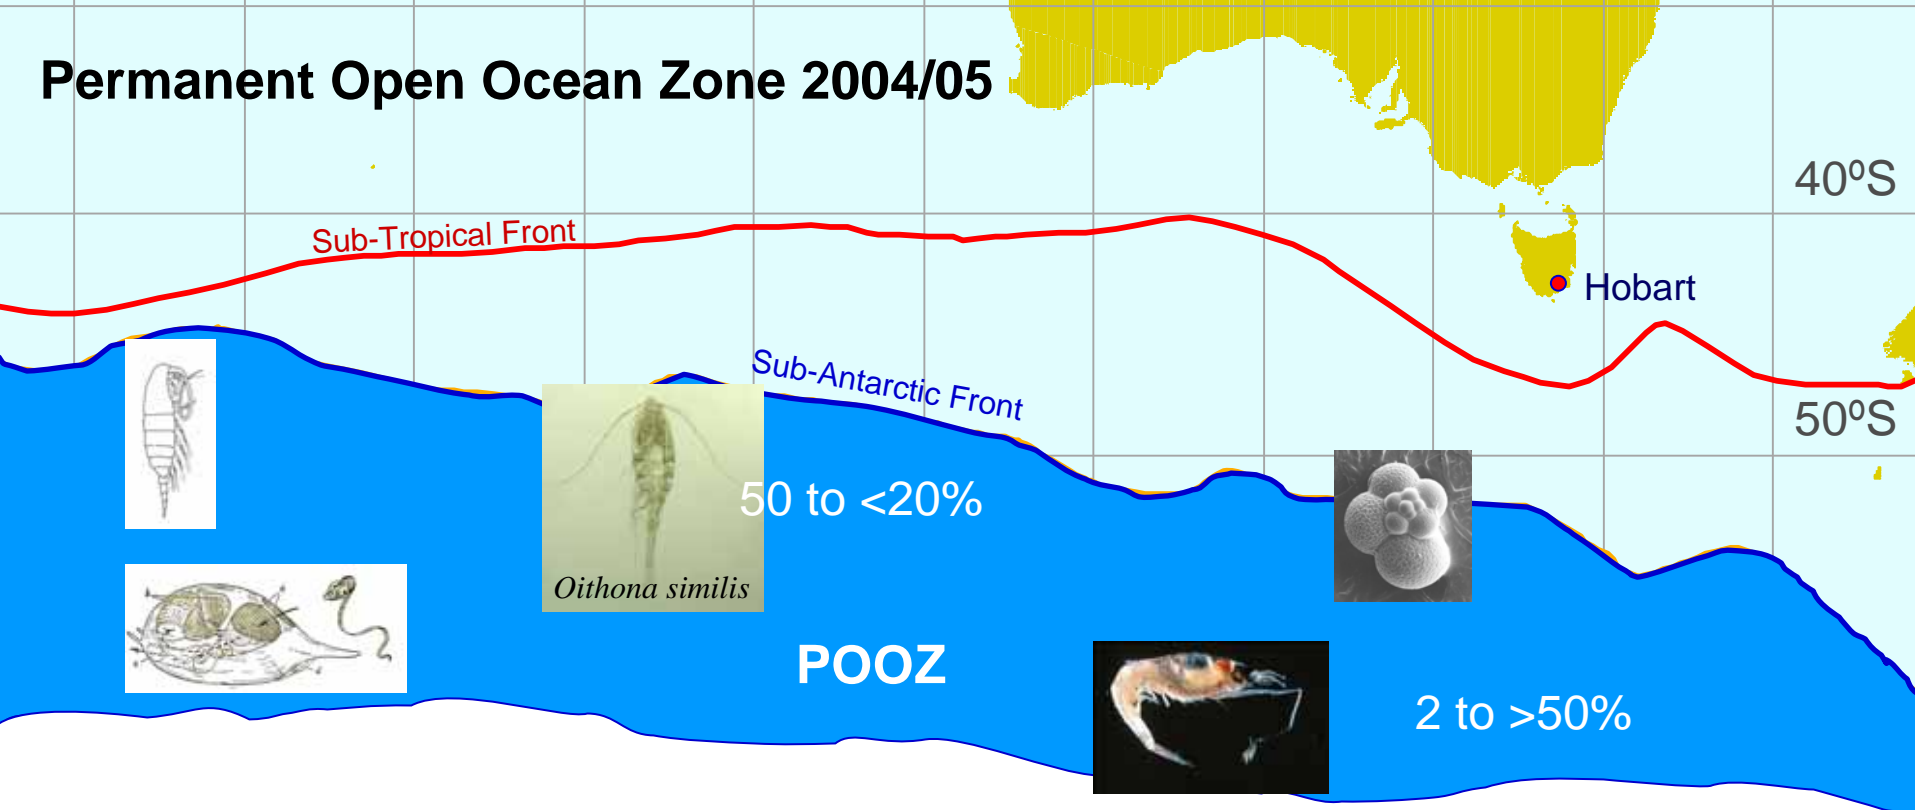 Permanent Open Ocean Zone 2004/05
40ºS
Sub-Tropical Front
Hobart
Sub-Antarctic Front
50ºS
50 to <20%
Oithona similis
POOZ
2 to >50%